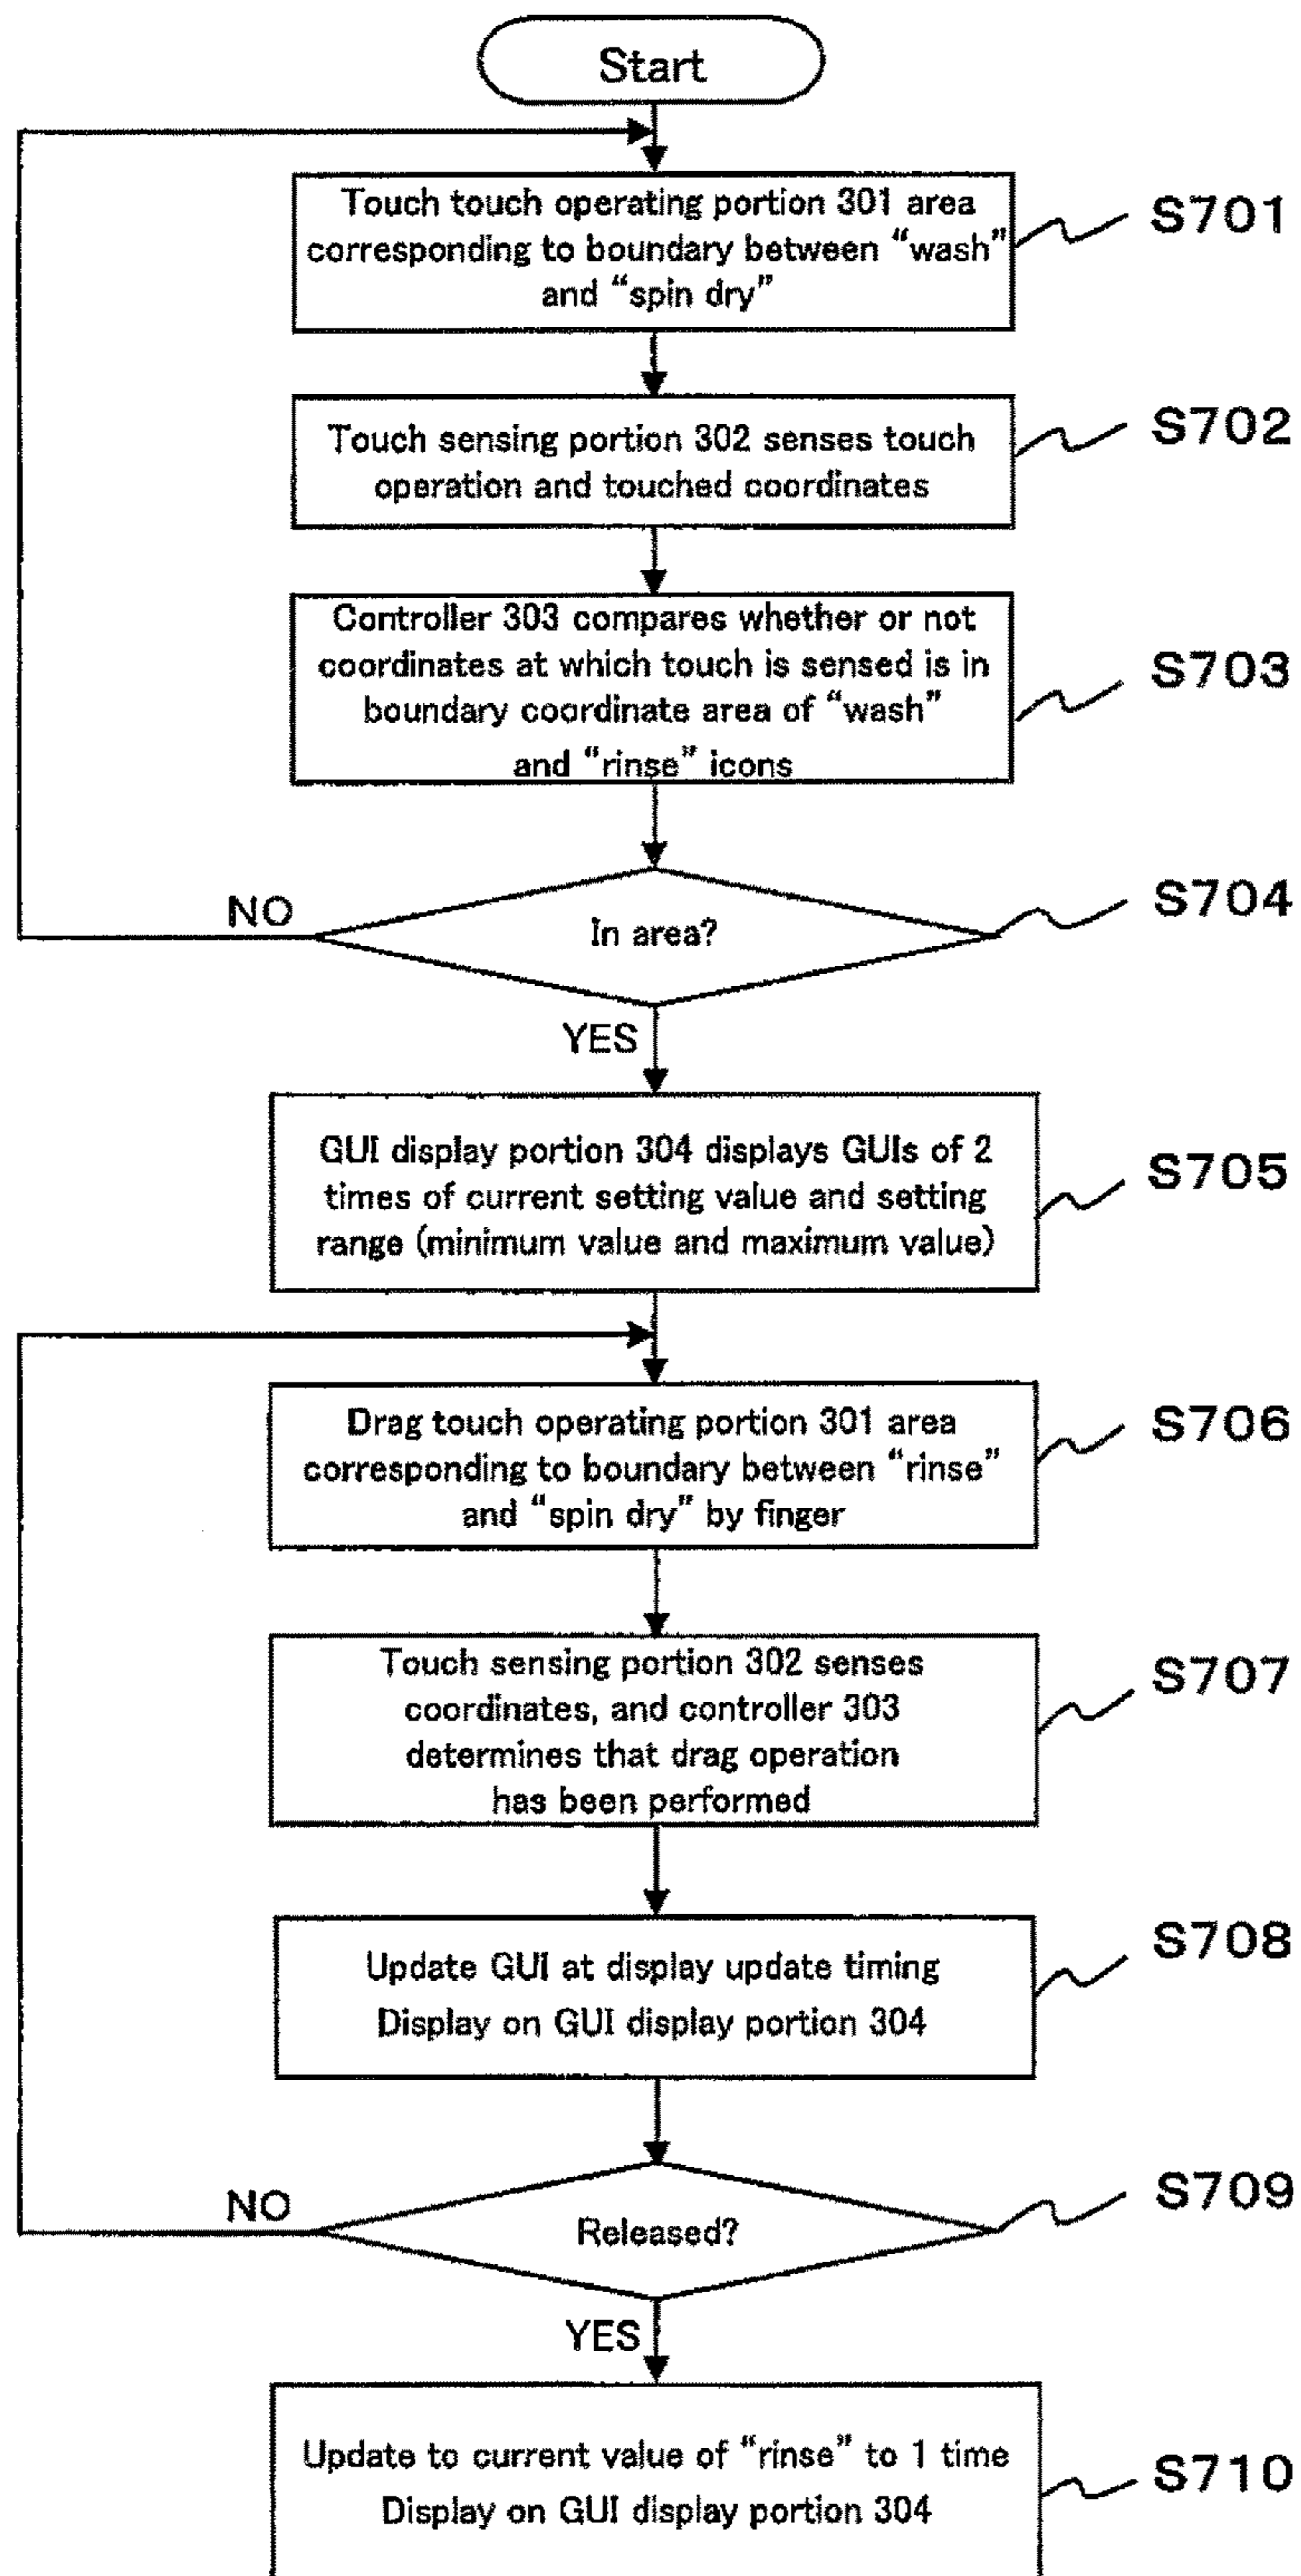 Start
Touch touch operating portion 301 area
corresponding to boundary between “wash”
and “spin dry”
S701
Touch sensing portion 302 senses touch
operation and touched coordinates
S702
Controller 303 compares whether or not
coordinates at which touch is sensed is in
boundary coordinate area of “wash”
and “rinse” icons
S703
In area?
S704
NO
YES
GUI display portion 304 displays GUIs of 2
times of current setting value and setting
range (minimum value and maximum value)
S705
Drag touch operating portion 301 area
corresponding to boundary between “rinse”
and “spin dry” by finger
S706
Touch sensing portion 302 senses
coordinates, and controller 303
determines that drag operation
has been performed
S707
Update GUI at display update timing
Display on GUI display portion 304
S708
Released?
S709
NO
YES
Update to current value of “rinse” to 1 time
Display on GUI display portion 304
S710